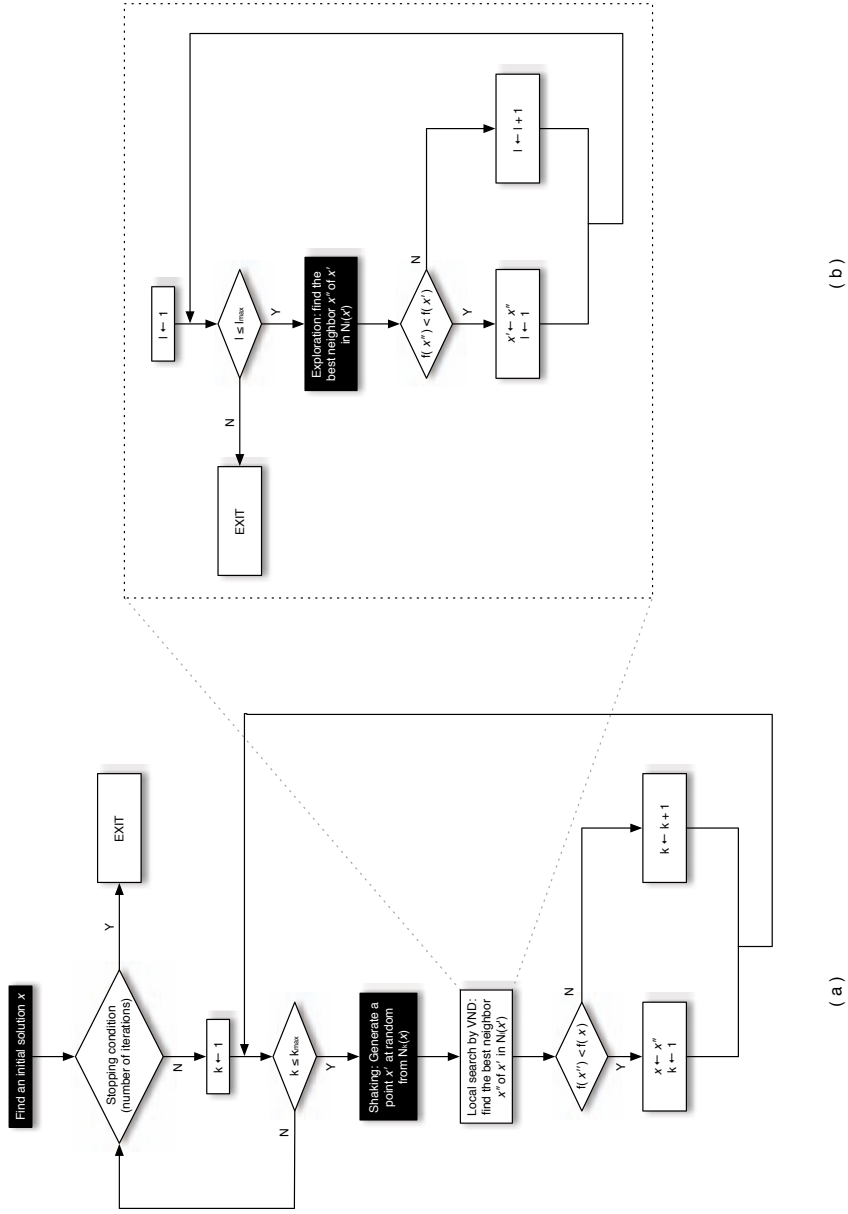 Find an initial solution x
Stopping condition
(number of iterations)
Y
EXIT
N
k ← 1
k ≤ kmax
N
Y
Shaking: Generate a
point x' at random
from Nk(x)
Local search by VND:
find the best neighbor
x'' of x' in Nl(x')
f( x'') < f( x)
N
Y
x ← x''
k ← 1
k ← k + 1
( a )
l ← 1
l ≤ lmax
N
EXIT
Y
Exploration: find the
best neighbor x'' of x'
in Nl(x')
f( x'') < f( x')
N
Y
x' ← x''
l ← 1
l ← l + 1
( b )